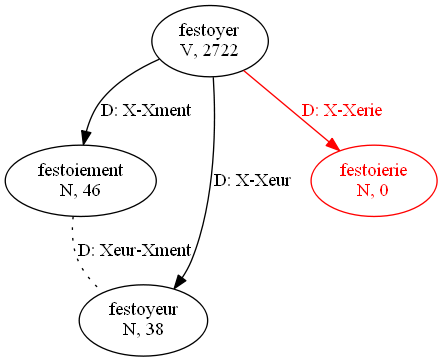 festoyer
V, 2722
D: X-Xment
D: X-Xerie
festoiement
N, 46
festoierie
N, 0
D: X-Xeur
D: Xeur-Xment
festoyeur
N, 38